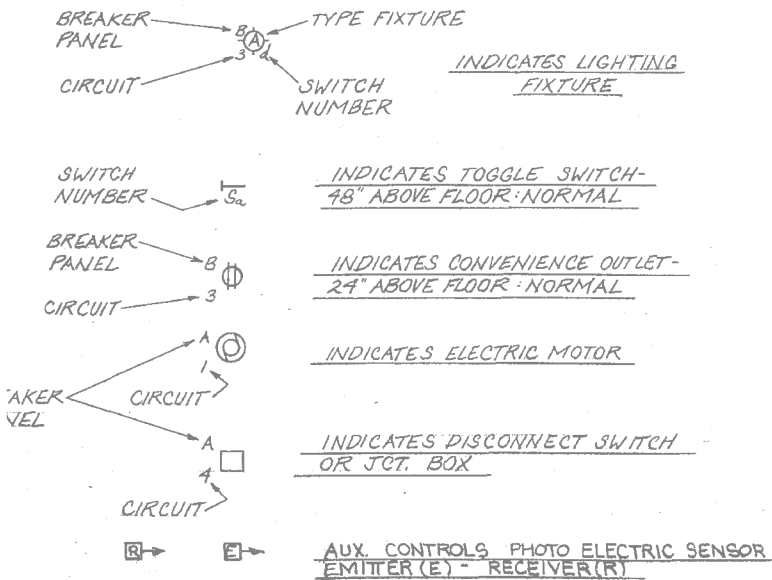 BREAKER
PANEL
B
A
3
d
TYPE FIXTURE
CIRCUIT
SWITCH
NUMBER
INDICATES LIGHTING
FIXTURE
SWITCH
NUMBER
Sa
INDICATES TOGGLE SWITCH-
48" ABOVE FLOOR: NORMAL
BREAKER
PANEL
B
3
CIRCUIT
INDICATES CONVENIENCE OUTLET-
24" ABOVE FLOOR: NORMAL
A
1
INDICATES ELECTRIC MOTOR
AKER
NEL
CIRCUIT
A
4
INDICATES DISCONNECT SWITCH
OR JCT. BOX
CIRCUIT
R
E
AUX. CONTROLS PHOTO ELECTRIC SENSOR
EMITTER (E) - RECEIVER (R)